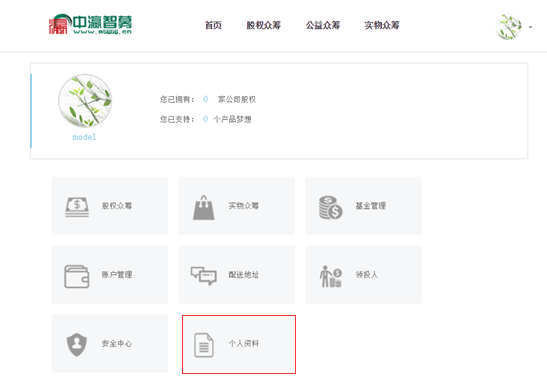 中瀛智募
首页 股权众筹 公益众筹 实物众筹
您已拥有： 0 家公司股权
您已支持： 0 个产品梦想
model
股权众筹 实物众筹 基金管理
账户管理 配送地址 领投人
安全中心 个人资料